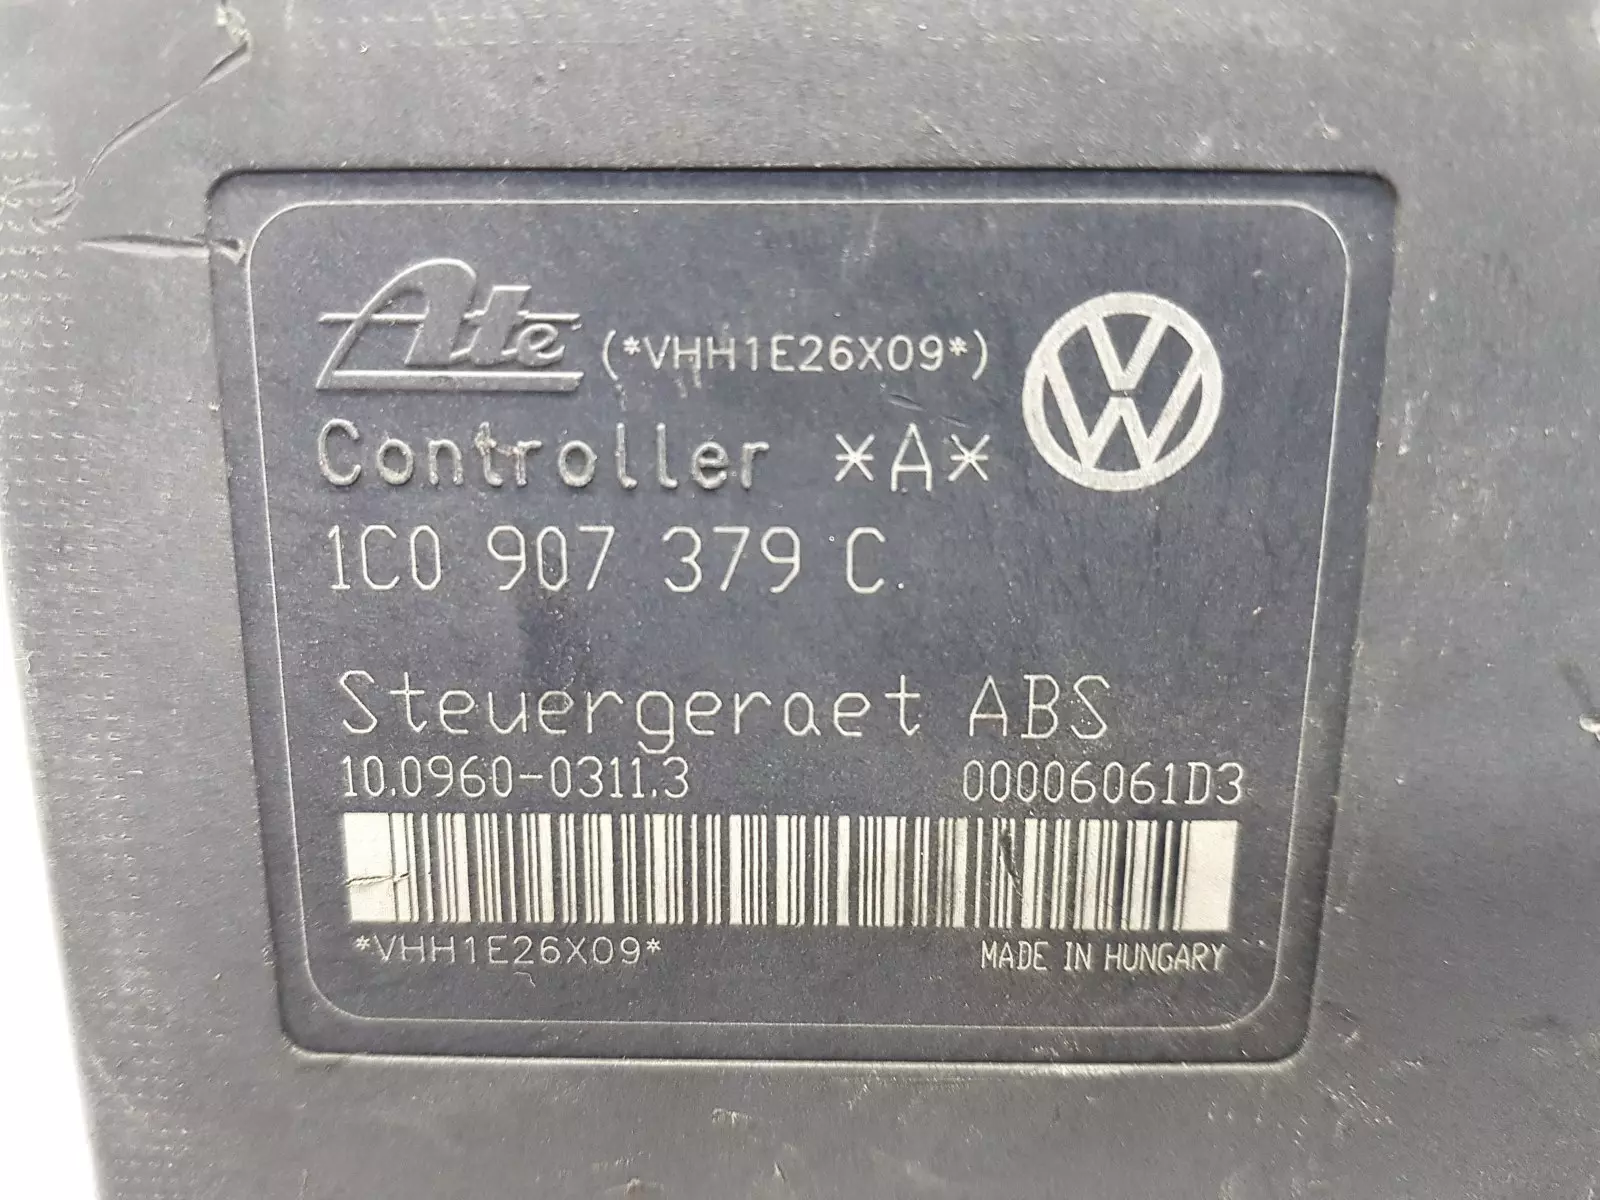 Ate (*VHH1E26X09*)
Controller *A*
1C0 907 379 C
Steuergeraet ABS
10.0960-0311.3 00006061D3
*VHH1E26X09* MADE IN HUNGARY